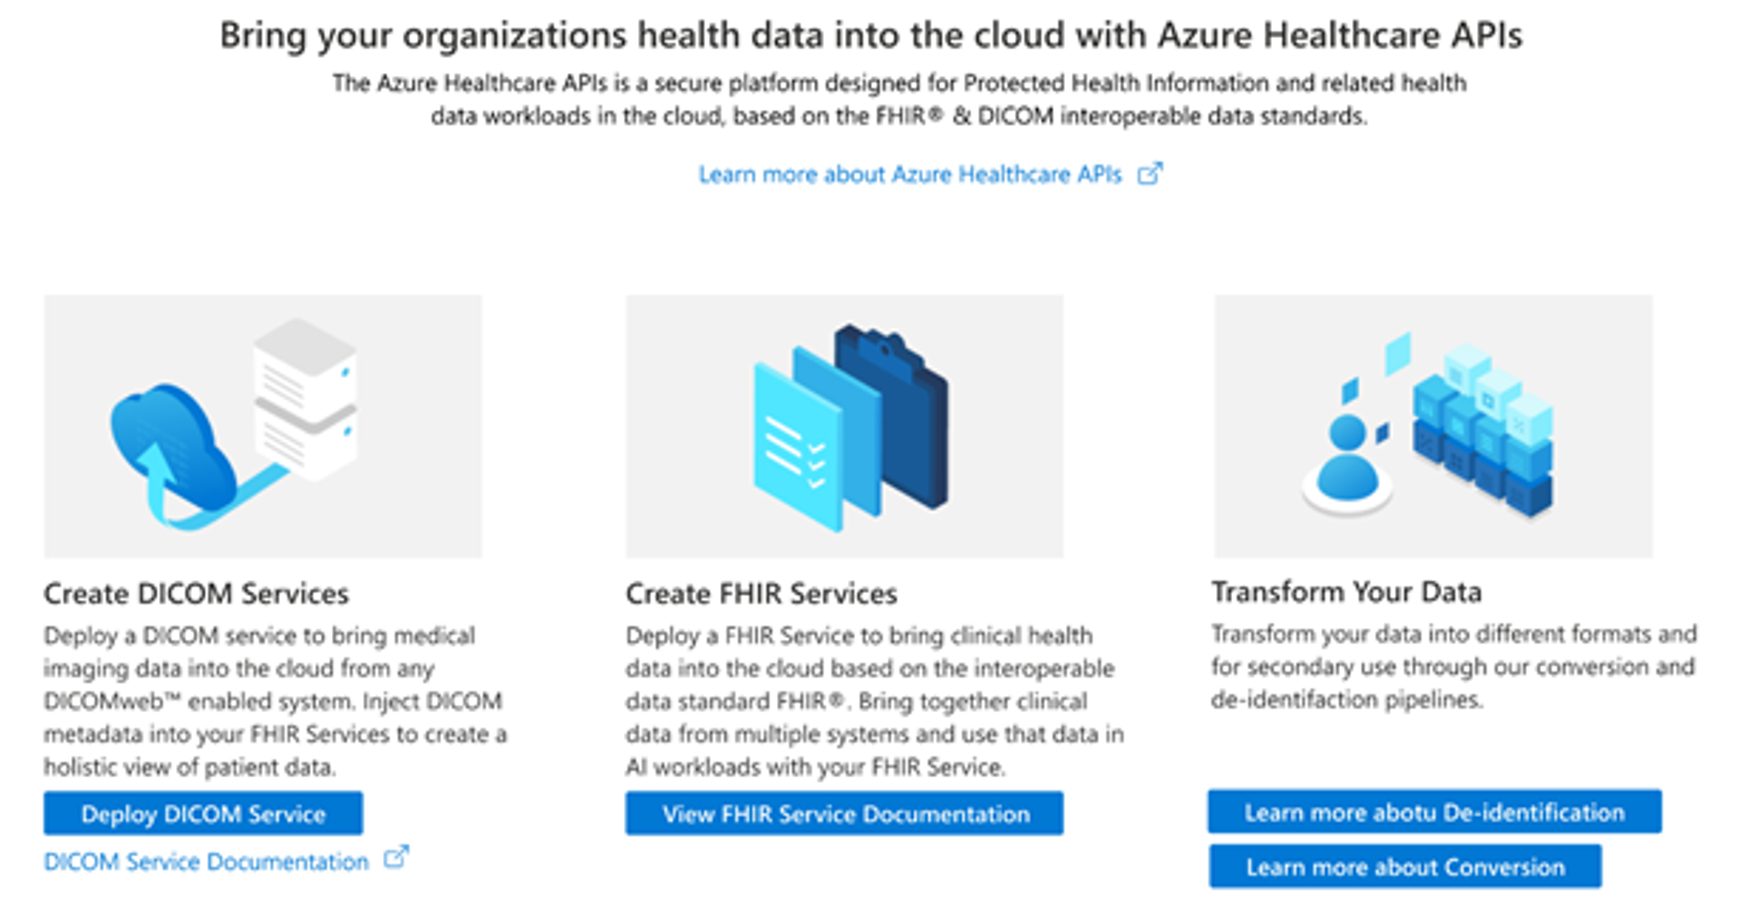 Bring your organizations health data into the cloud with Azure Healthcare APIs
The Azure Healthcare APIs is a secure platform designed for Protected Health Information and related health
data workloads in the cloud, based on the FHIR® & DICOM interoperable data standards.
Learn more about Azure Healthcare APIs
Create DICOM Services
Deploy a DICOM service to bring medical
imaging data into the cloud from any
DICOMweb™ enabled system. Inject DICOM
metadata into your FHIR Services to create a
holistic view of patient data.
Deploy DICOM Service
DICOM Service Documentation
Create FHIR Services
Deploy a FHIR Service to bring clinical health
data into the cloud based on the interoperable
data standard FHIR®. Bring together clinical
data from multiple systems and use that data in
AI workloads with your FHIR Service.
View FHIR Service Documentation
Transform Your Data
Transform your data into different formats and
for secondary use through our conversion and
de-identifaction pipelines.
Learn more abotu De-identification
Learn more about Conversion